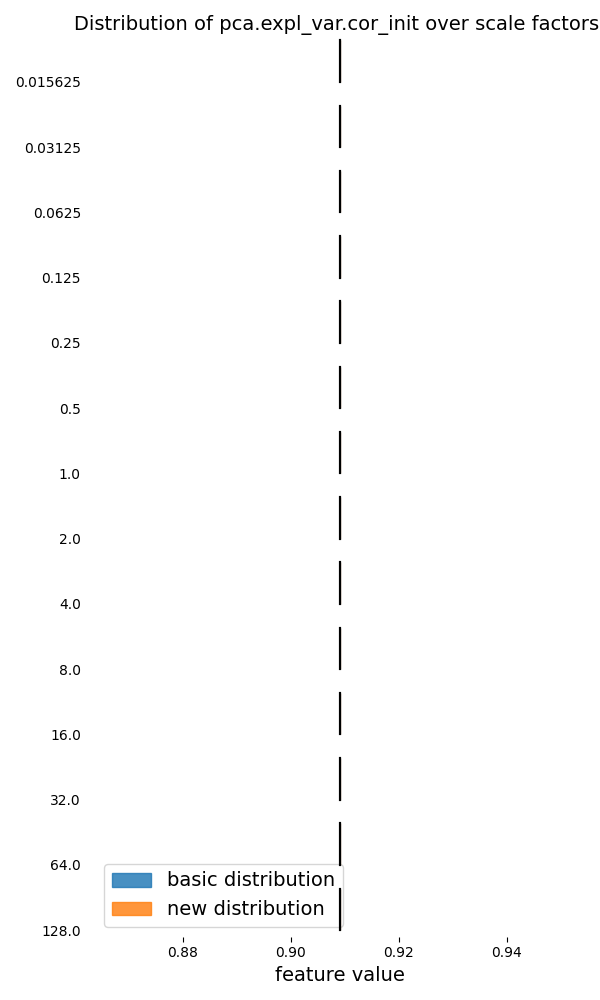 Distribution of pca.expl_var.cor_init over scale factors
0.015625
0.03125
0.0625
0.125
0.25
0.5
1.0
2.0
4.0
8.0
16.0
32.0
64.0
basic distribution
new distribution
128.0
0.88 0.90 0.92 0.94
feature value